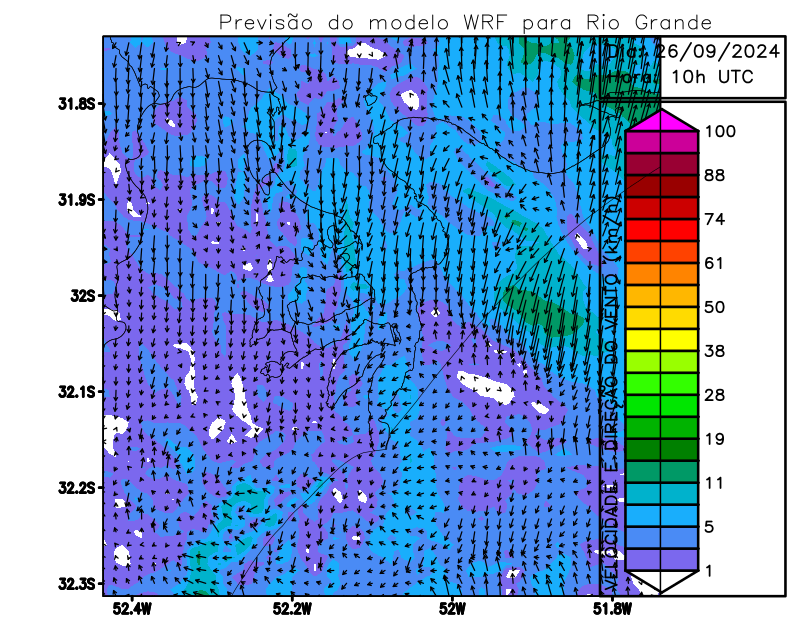 Previsão do modelo WRF para Rio Grande
Dia: 26/09/2024
Hora: 10h UTC
31.8S
31.9S
32S
32.1S
32.2S
32.3S
52.4W
52.2W
52W
51.8W
VELOCIDADE E DIREÇÃO DO VENTO (km/h)
100
88
74
61
50
38
28
19
11
5
1